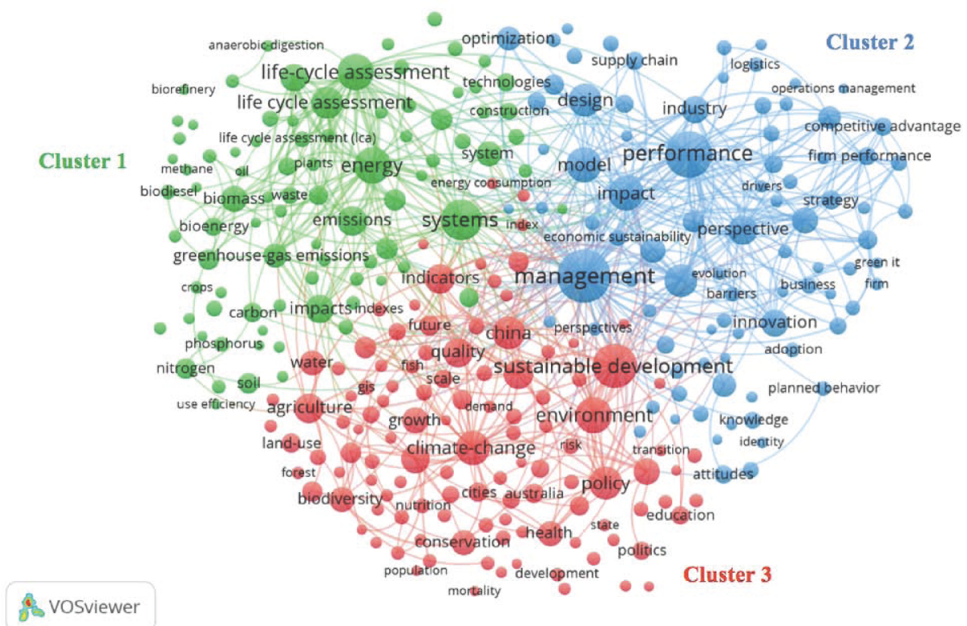 optimization
Cluster 2
anaerobic digestion
supply chain
logistics
life-cycle assessment
technologies
biorefinery
operations management
life cycle assessment
construction
design
industry
competitive advantage
life cycle assessment (lca)
system
performance
firm performance
Cluster 1
methane
oil
plants
energy
model
energy consumption
drivers
biodiesel
biomass
waste
impact
strategy
bioenergy
emissions
systems
index
economic sustainability
perspective
greenhouse-gas emissions
green it
indicators
management
evolution
business
firm
crops
barriers
carbon
impacts
indexes
future
china
perspectives
innovation
phosphorus
quality
adoption
nitrogen
water
fish
sustainable development
soil
gis
scale
planned behavior
use efficiency
agriculture
growth
demand
environment
knowledge
land-use
climate-change
risk
transition
identity
forest
attitudes
biodiversity
nutrition
cities
australia
policy
education
conservation
health
state
politics
population
development
Cluster 3
mortality
VOSviewer